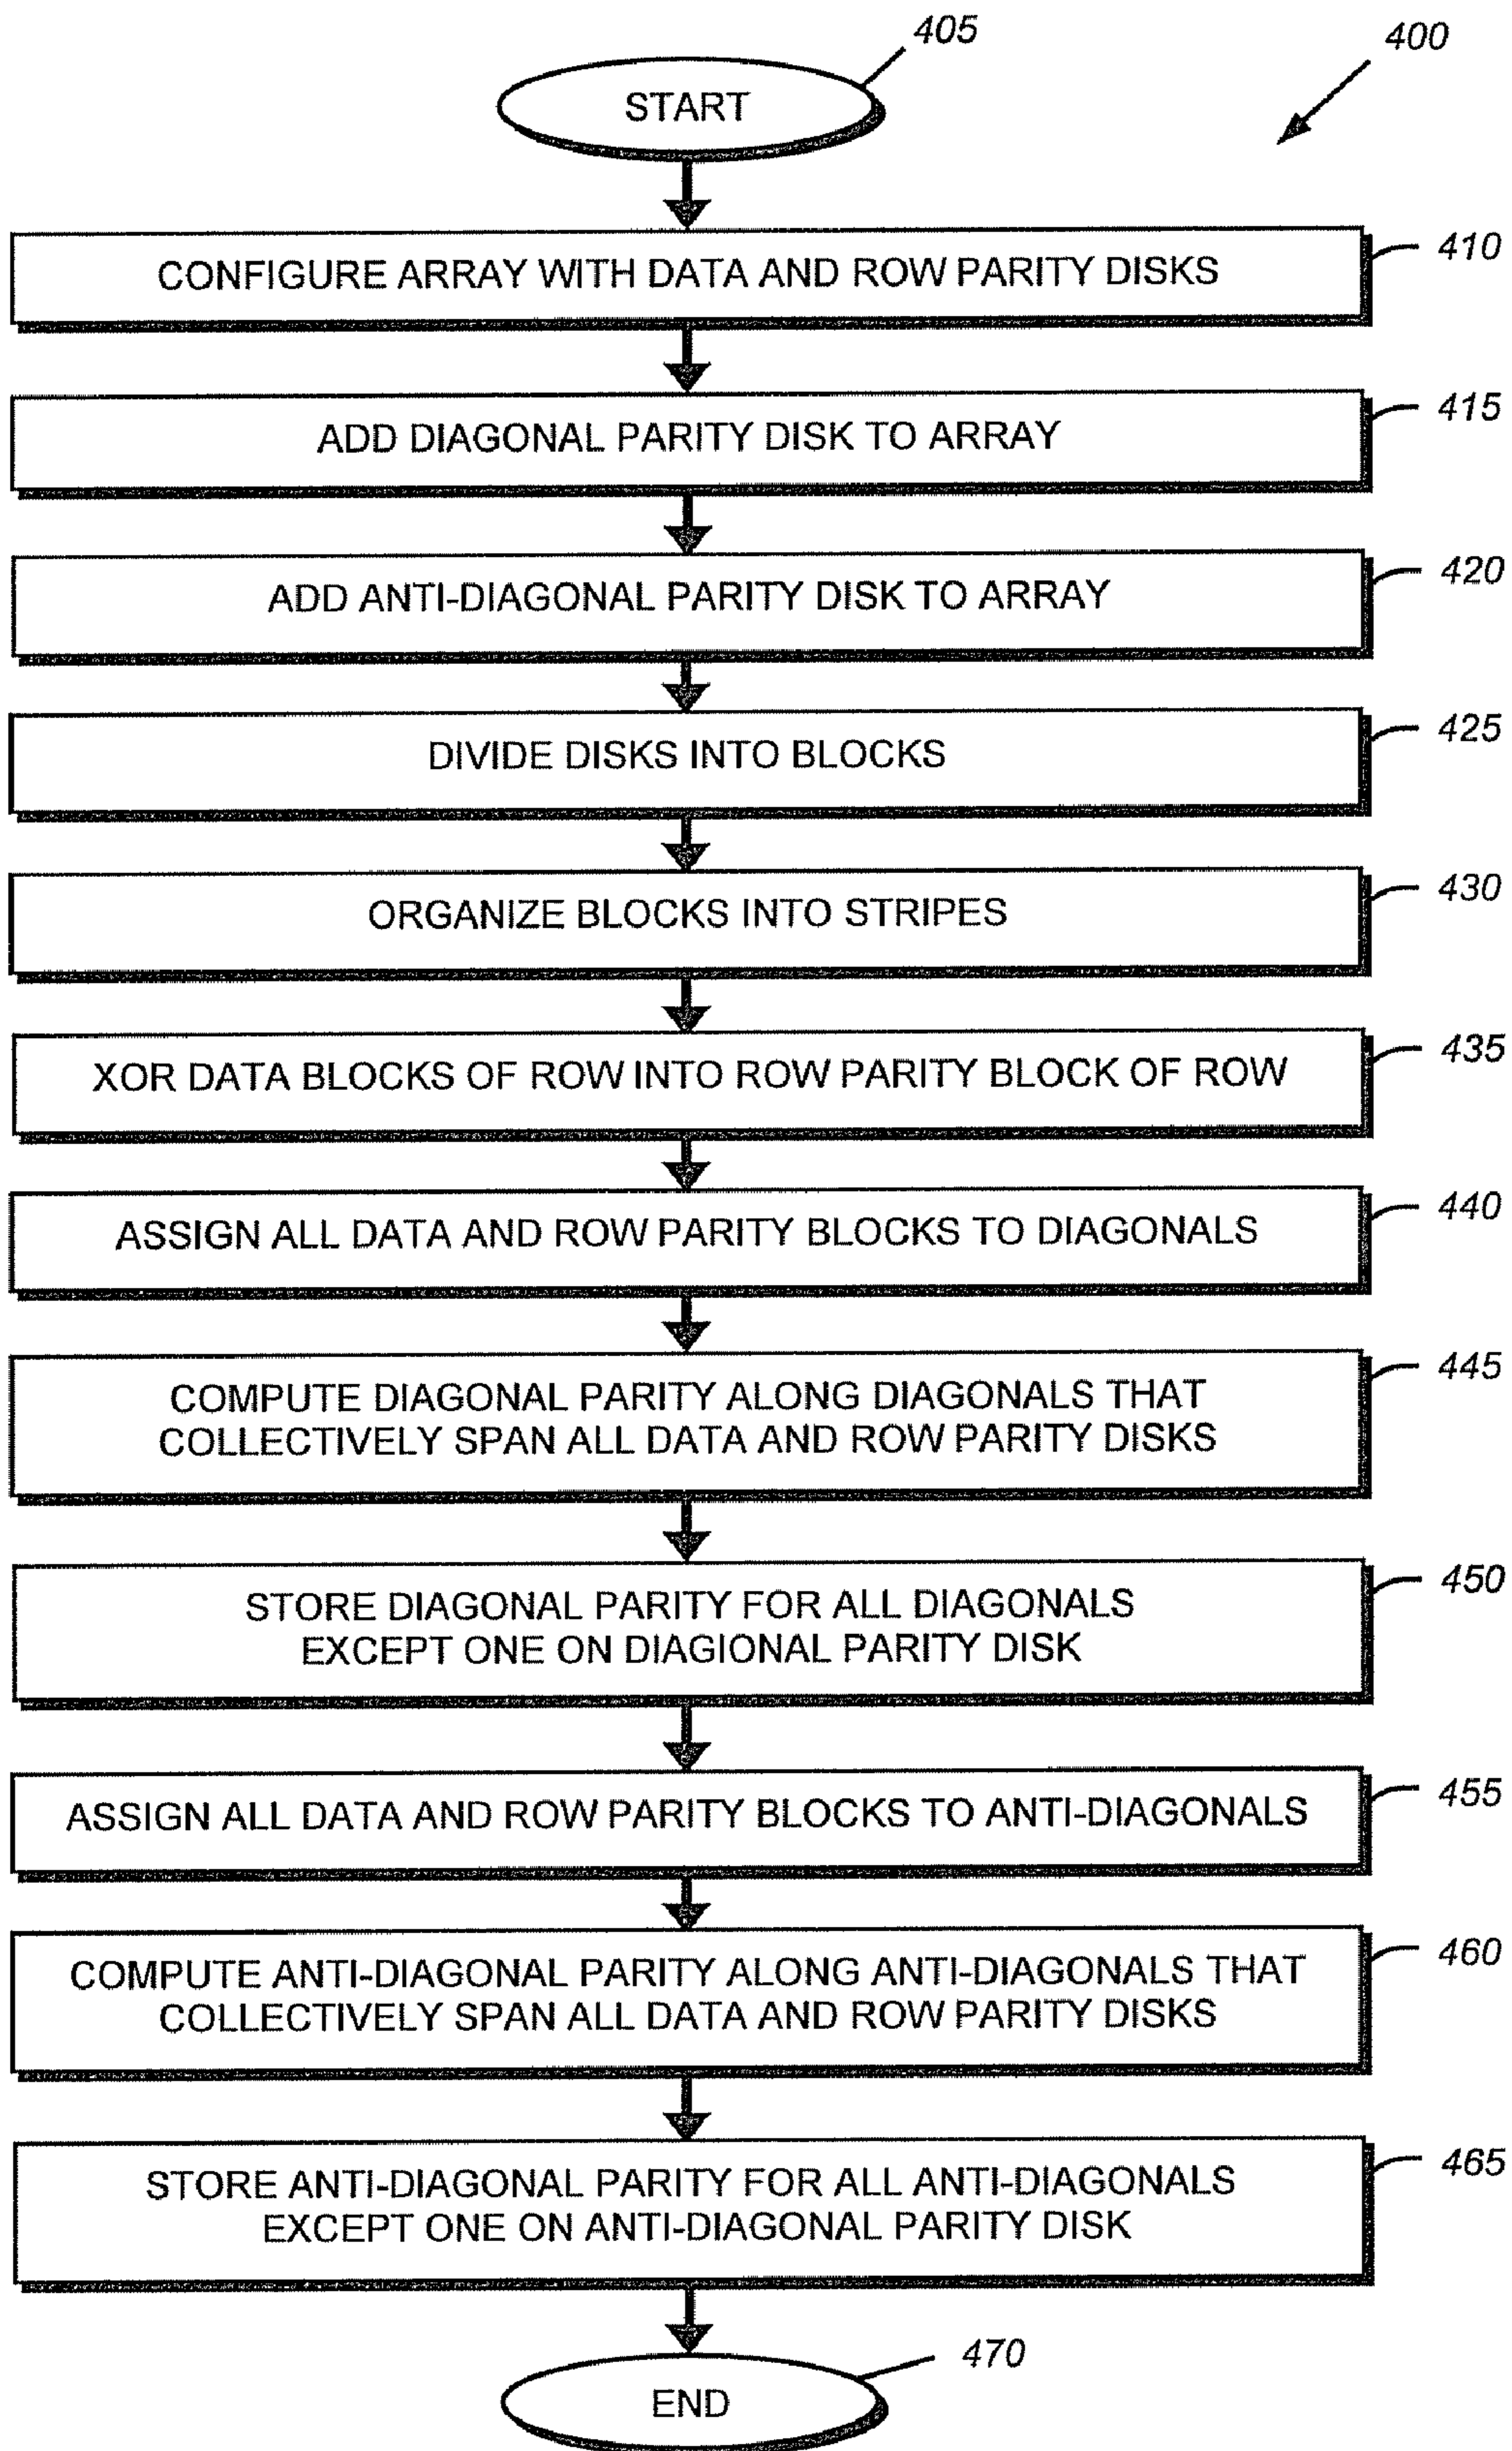 405
400
START
410
CONFIGURE ARRAY WITH DATA AND ROW PARITY DISKS
415
ADD DIAGONAL PARITY DISK TO ARRAY
420
ADD ANTI-DIAGONAL PARITY DISK TO ARRAY
425
DIVIDE DISKS INTO BLOCKS
430
ORGANIZE BLOCKS INTO STRIPES
435
XOR DATA BLOCKS OF ROW INTO ROW PARITY BLOCK OF ROW
440
ASSIGN ALL DATA AND ROW PARITY BLOCKS TO DIAGONALS
445
COMPUTE DIAGONAL PARITY ALONG DIAGONALS THAT
COLLECTIVELY SPAN ALL DATA AND ROW PARITY DISKS
450
STORE DIAGONAL PARITY FOR ALL DIAGONALS
EXCEPT ONE ON DIAGIONAL PARITY DISK
455
ASSIGN ALL DATA AND ROW PARITY BLOCKS TO ANTI-DIAGONALS
460
COMPUTE ANTI-DIAGONAL PARITY ALONG ANTI-DIAGONALS THAT
COLLECTIVELY SPAN ALL DATA AND ROW PARITY DISKS
465
STORE ANTI-DIAGONAL PARITY FOR ALL ANTI-DIAGONALS
EXCEPT ONE ON ANTI-DIAGONAL PARITY DISK
470
END